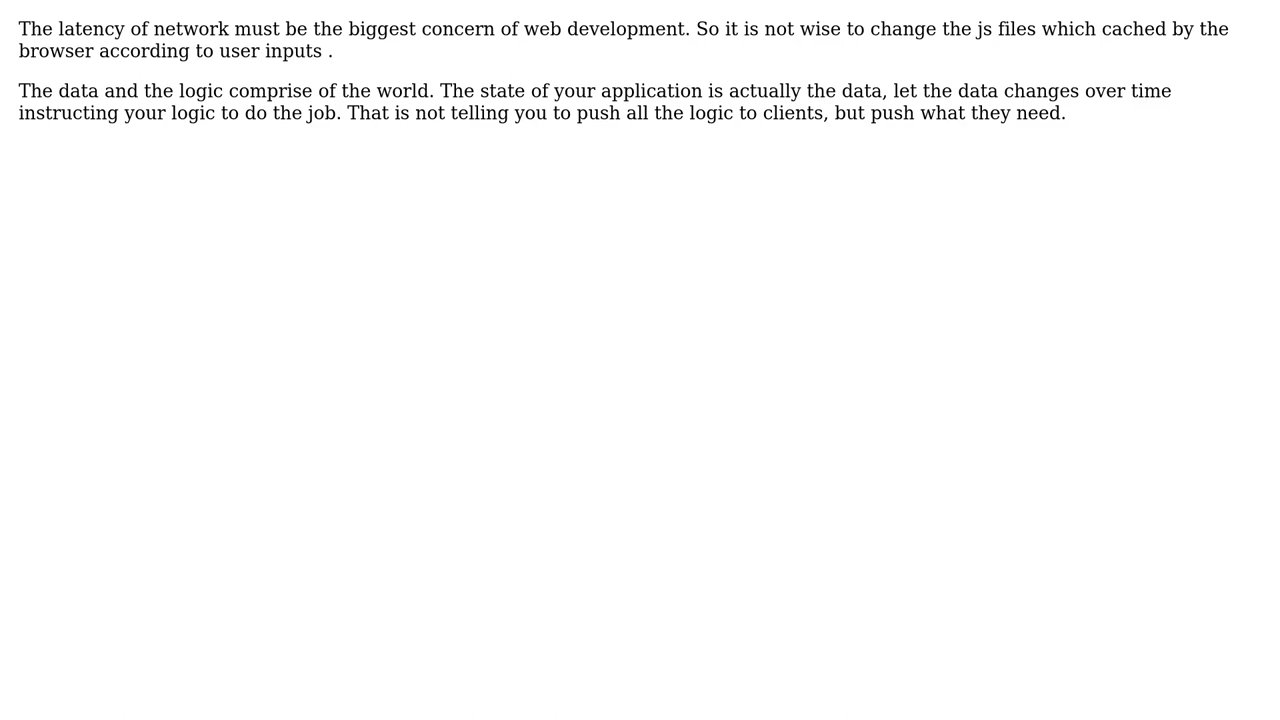 The latency of network must be the biggest concern of web development. So it is not wise to change the js files which cached by the
browser according to user inputs .
The data and the logic comprise of the world. The state of your application is actually the data, let the data changes over time
instructing your logic to do the job. That is not telling you to push all the logic to clients, but push what they need.